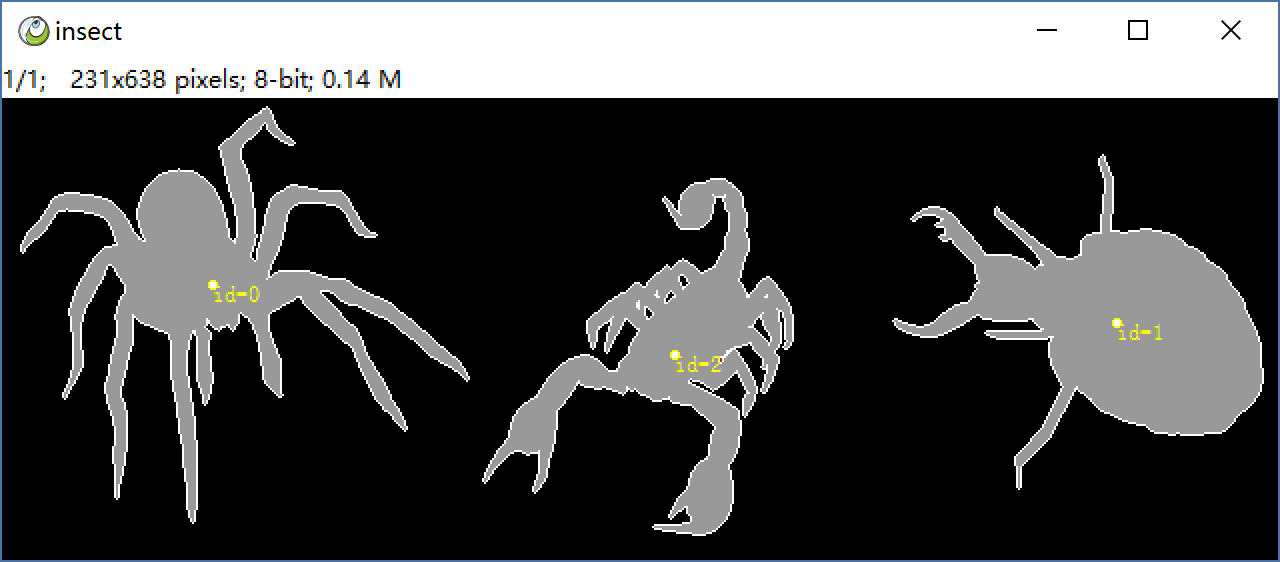 insect
1/1;   231x638 pixels; 8-bit; 0.14 M
id=0
id=1
id=2